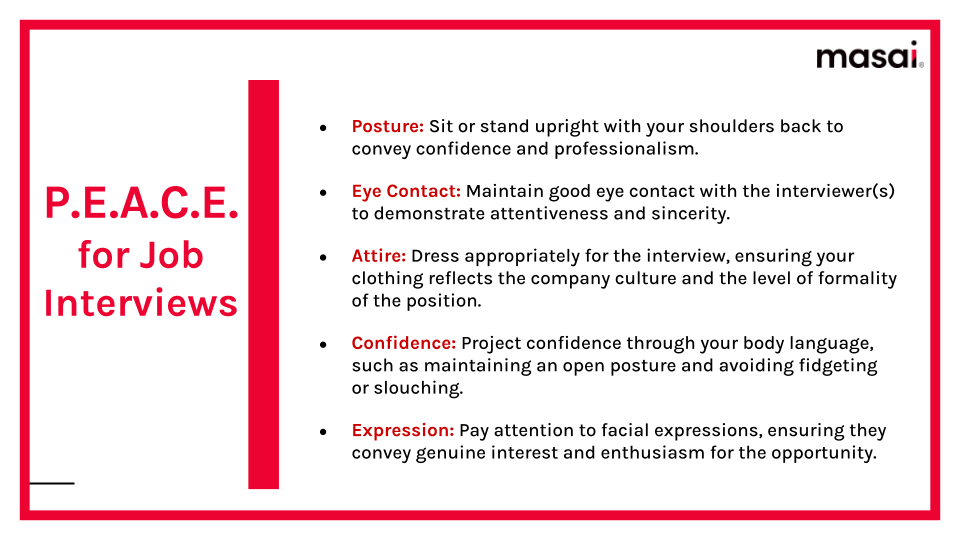 masai.
P.E.A.C.E.
for Job
Interviews
● Posture: Sit or stand upright with your shoulders back to
convey confidence and professionalism.
● Eye Contact: Maintain good eye contact with the interviewer(s)
to demonstrate attentiveness and sincerity.
● Attire: Dress appropriately for the interview, ensuring your
clothing reflects the company culture and the level of formality
of the position.
● Confidence: Project confidence through your body language,
such as maintaining an open posture and avoiding fidgeting
or slouching.
● Expression: Pay attention to facial expressions, ensuring they
convey genuine interest and enthusiasm for the opportunity.